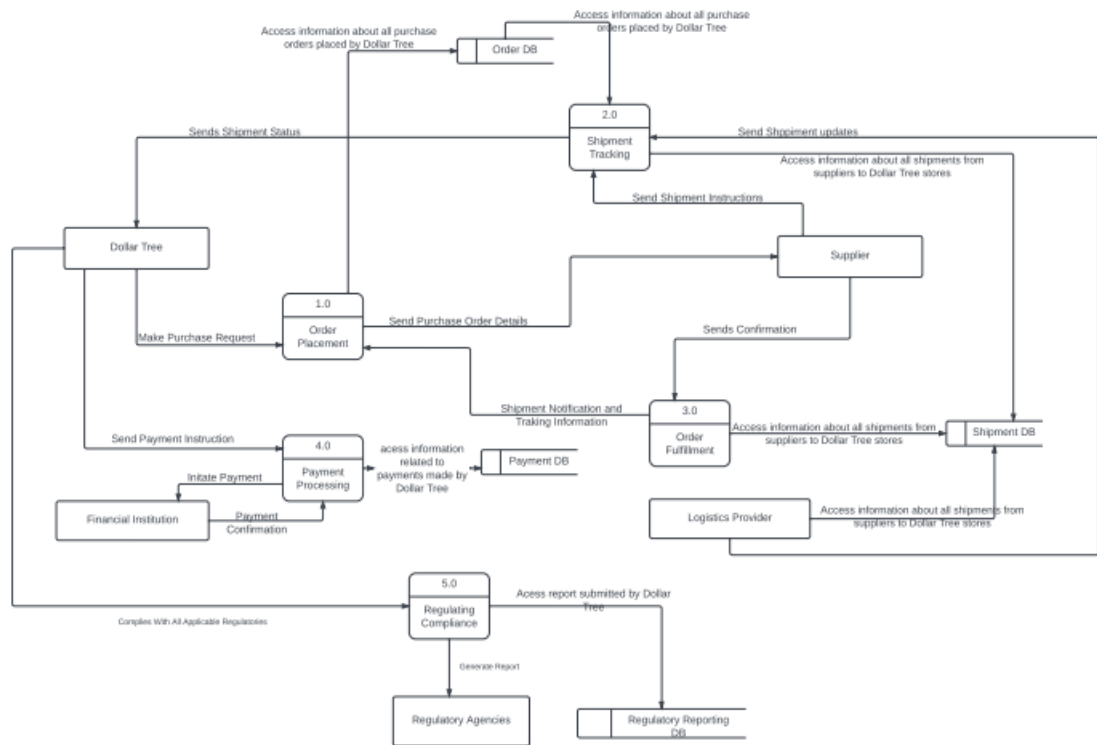 Access information about all purchase
orders placed by Dollar Tree
Order DB
Access information about all purchase
orders placed by Dollar Tree
2.0
Shipment
Tracking
Sends Shipment Status
Send Shppiment updates
Access information about all shipments from
suppliers to Dollar Tree stores
Send Shipment Instructions
Dollar Tree
Supplier
1.0
Order
Placement
Send Purchase Order Details
Make Purchase Request
Sends Confirmation
Shipment Notification and
Traking Information
3.0
Order
Fulfillment
Access information about all shipments from
suppliers to Dollar Tree stores
Shipment DB
Send Payment Instruction
4.0
Payment
Processing
acess information
related to
payments made by
Dollar Tree
Payment DB
Initate Payment
Financial Institution
Payment
Confirmation
Logistics Provider
Access information about all shipments from
suppliers to Dollar Tree stores
5.0
Regulating
Compliance
Acess report submitted by Dollar
Tree
Complies With All Applicable Regulatories
Generate Report
Regulatory Agencies
Regulatory Reporting
DB